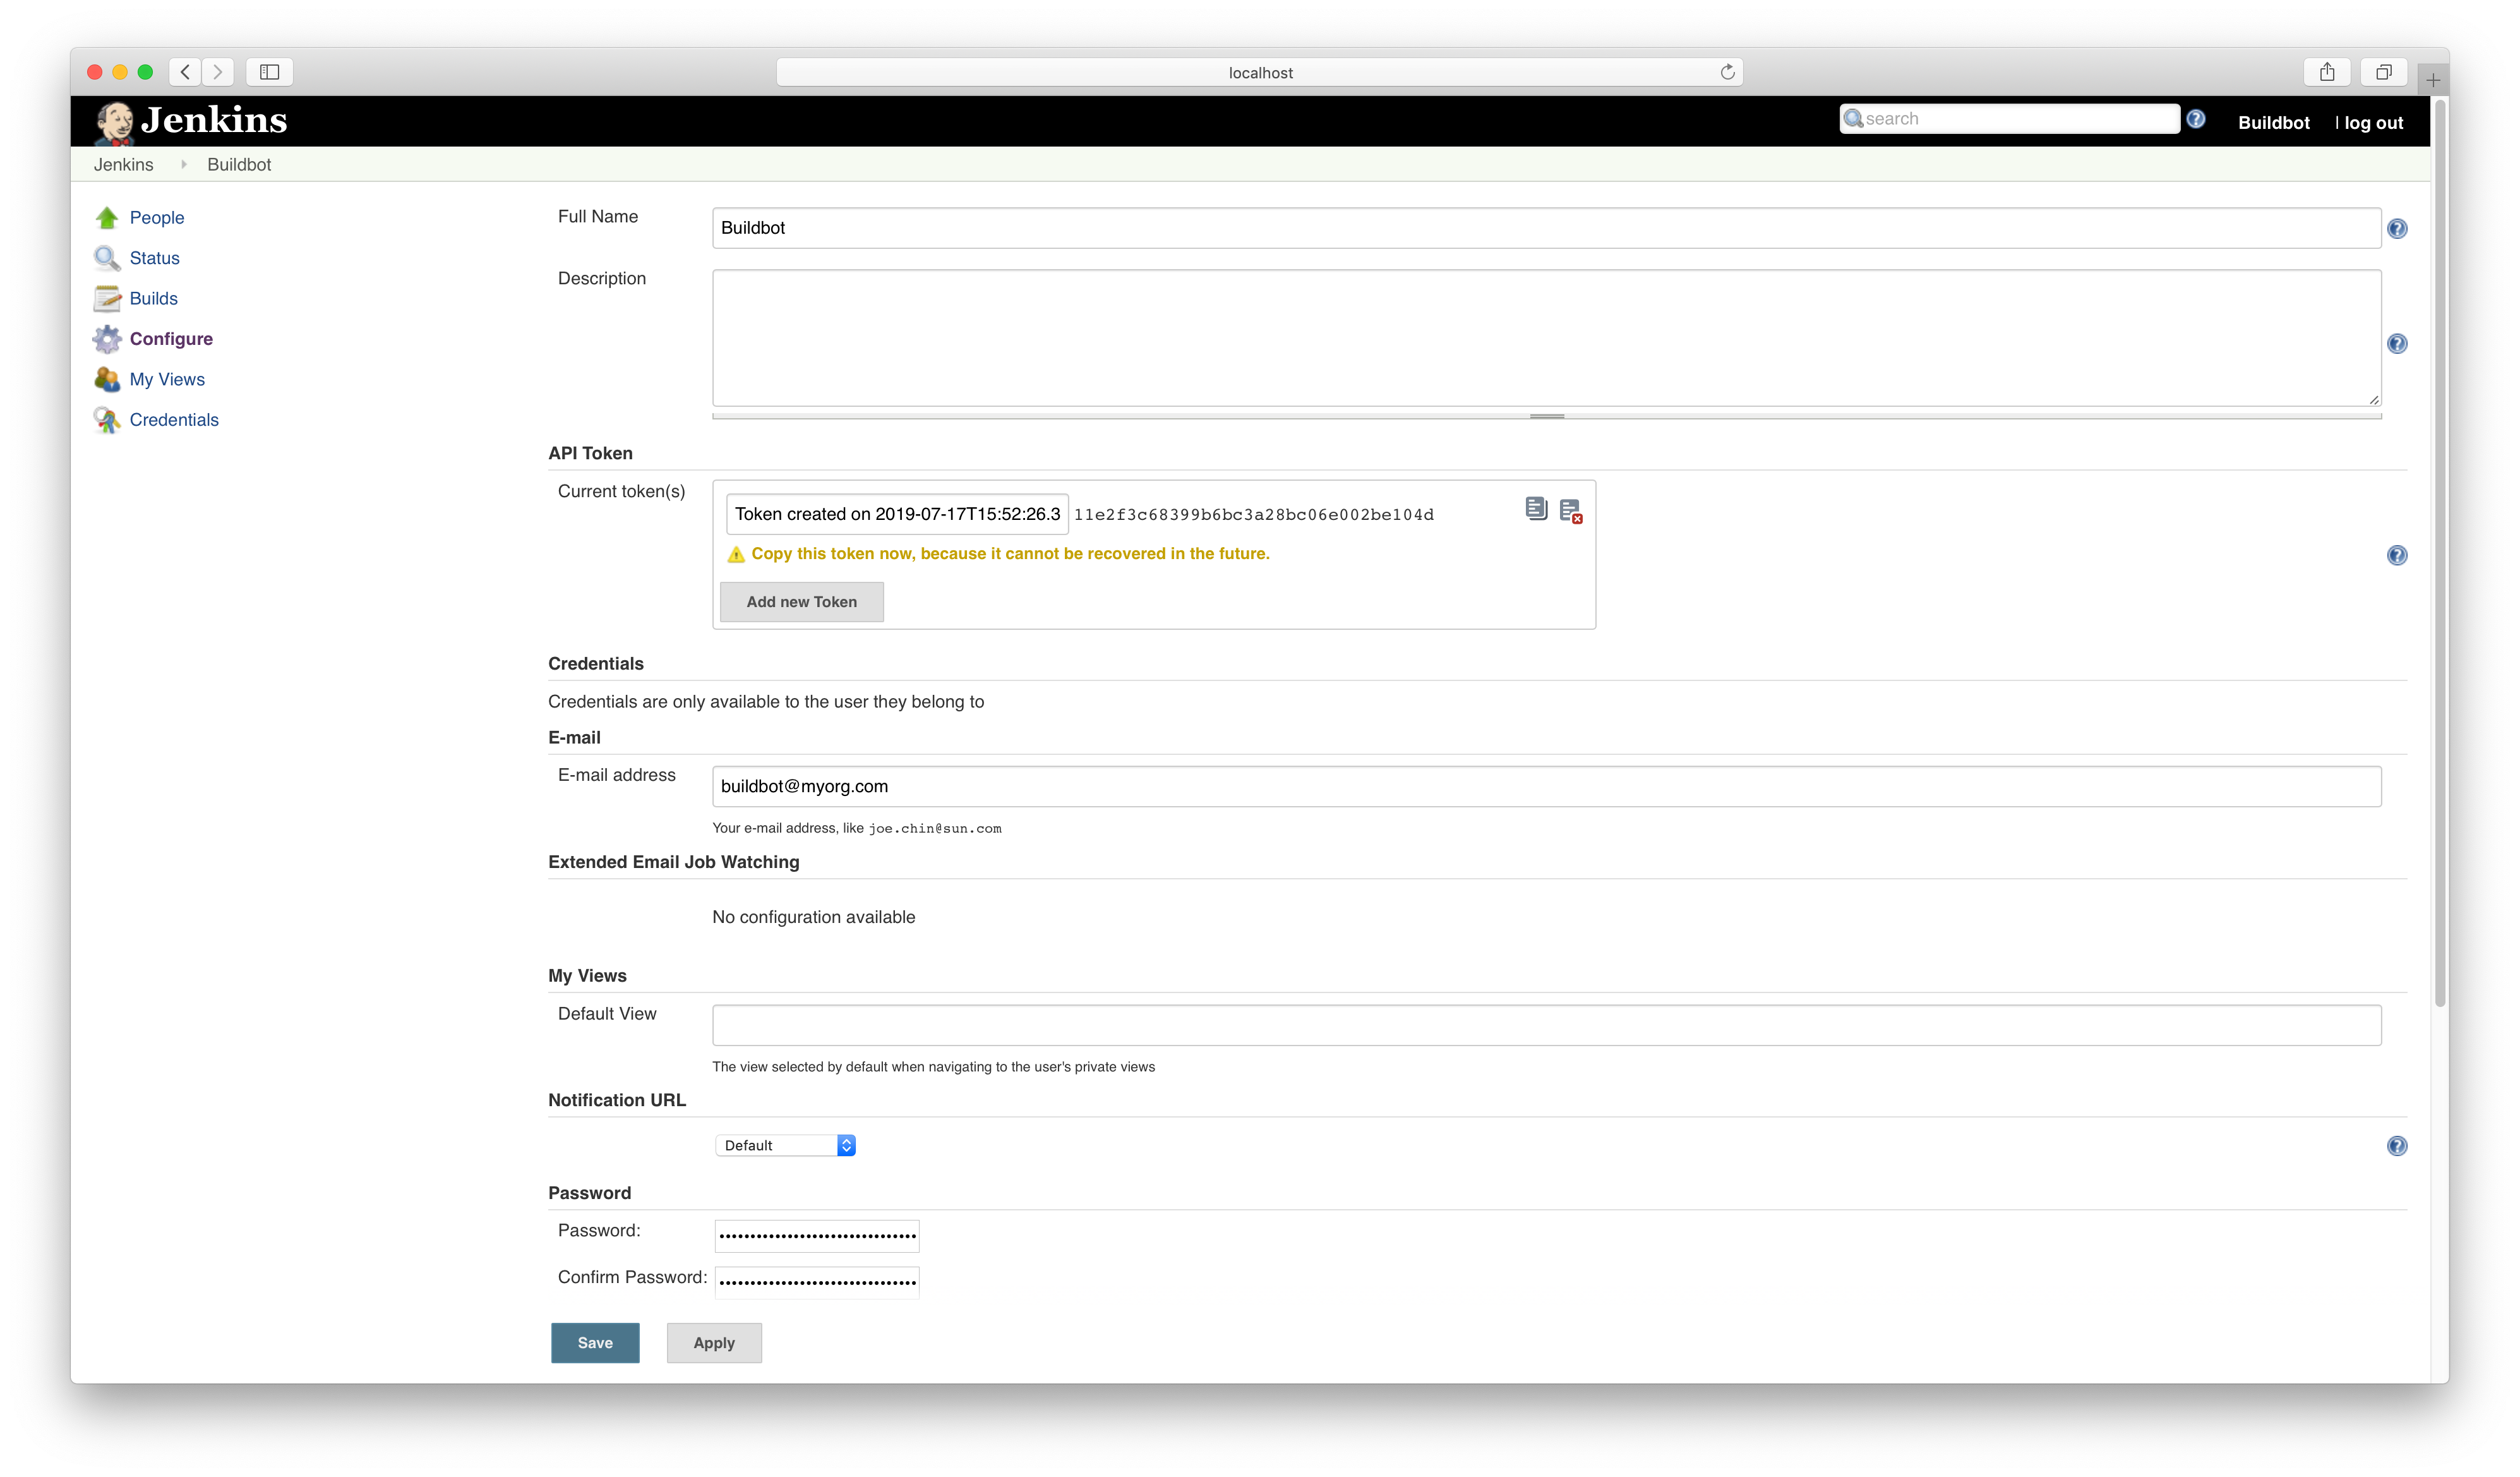 localhost
Jenkins
search
Buildbot | log out
Jenkins Buildbot
People
Status
Builds
Configure
My Views
Credentials
Full Name
Buildbot
Description
API Token
Current token(s)
Token created on 2019-07-17T15:52:26.3 11e2f3c68399b6bc3a28bc06e002be104d
Copy this token now, because it cannot be recovered in the future.
Add new Token
Credentials
Credentials are only available to the user they belong to
E-mail
E-mail address
buildbot@myorg.com
Your e-mail address, like joe.chin@sun.com
Extended Email Job Watching
No configuration available
My Views
Default View
The view selected by default when navigating to the user's private views
Notification URL
Default
Password
Password:
Confirm Password:
Save Apply